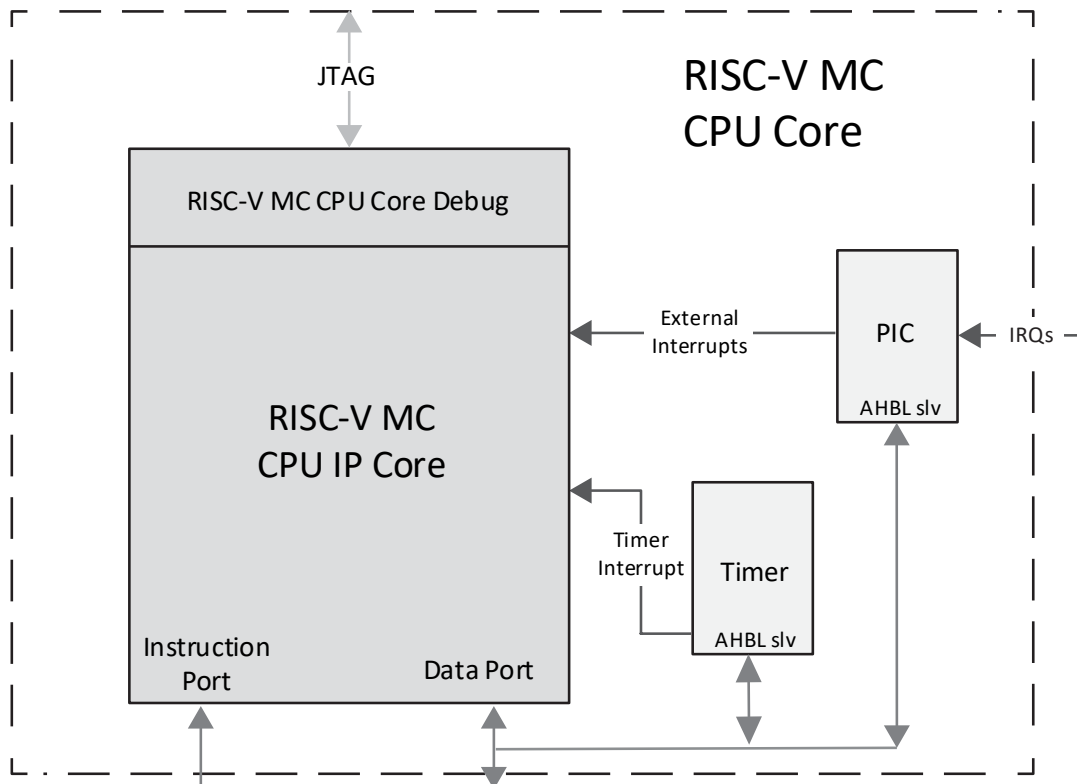 JTAG
RISC-V MC
CPU Core
RISC-V MC CPU Core Debug
External
Interrupts
PIC
IRQs
AHBL slv
RISC-V MC
CPU IP Core
Timer
Interrupt
Timer
AHBL slv
Instruction
Port
Data Port